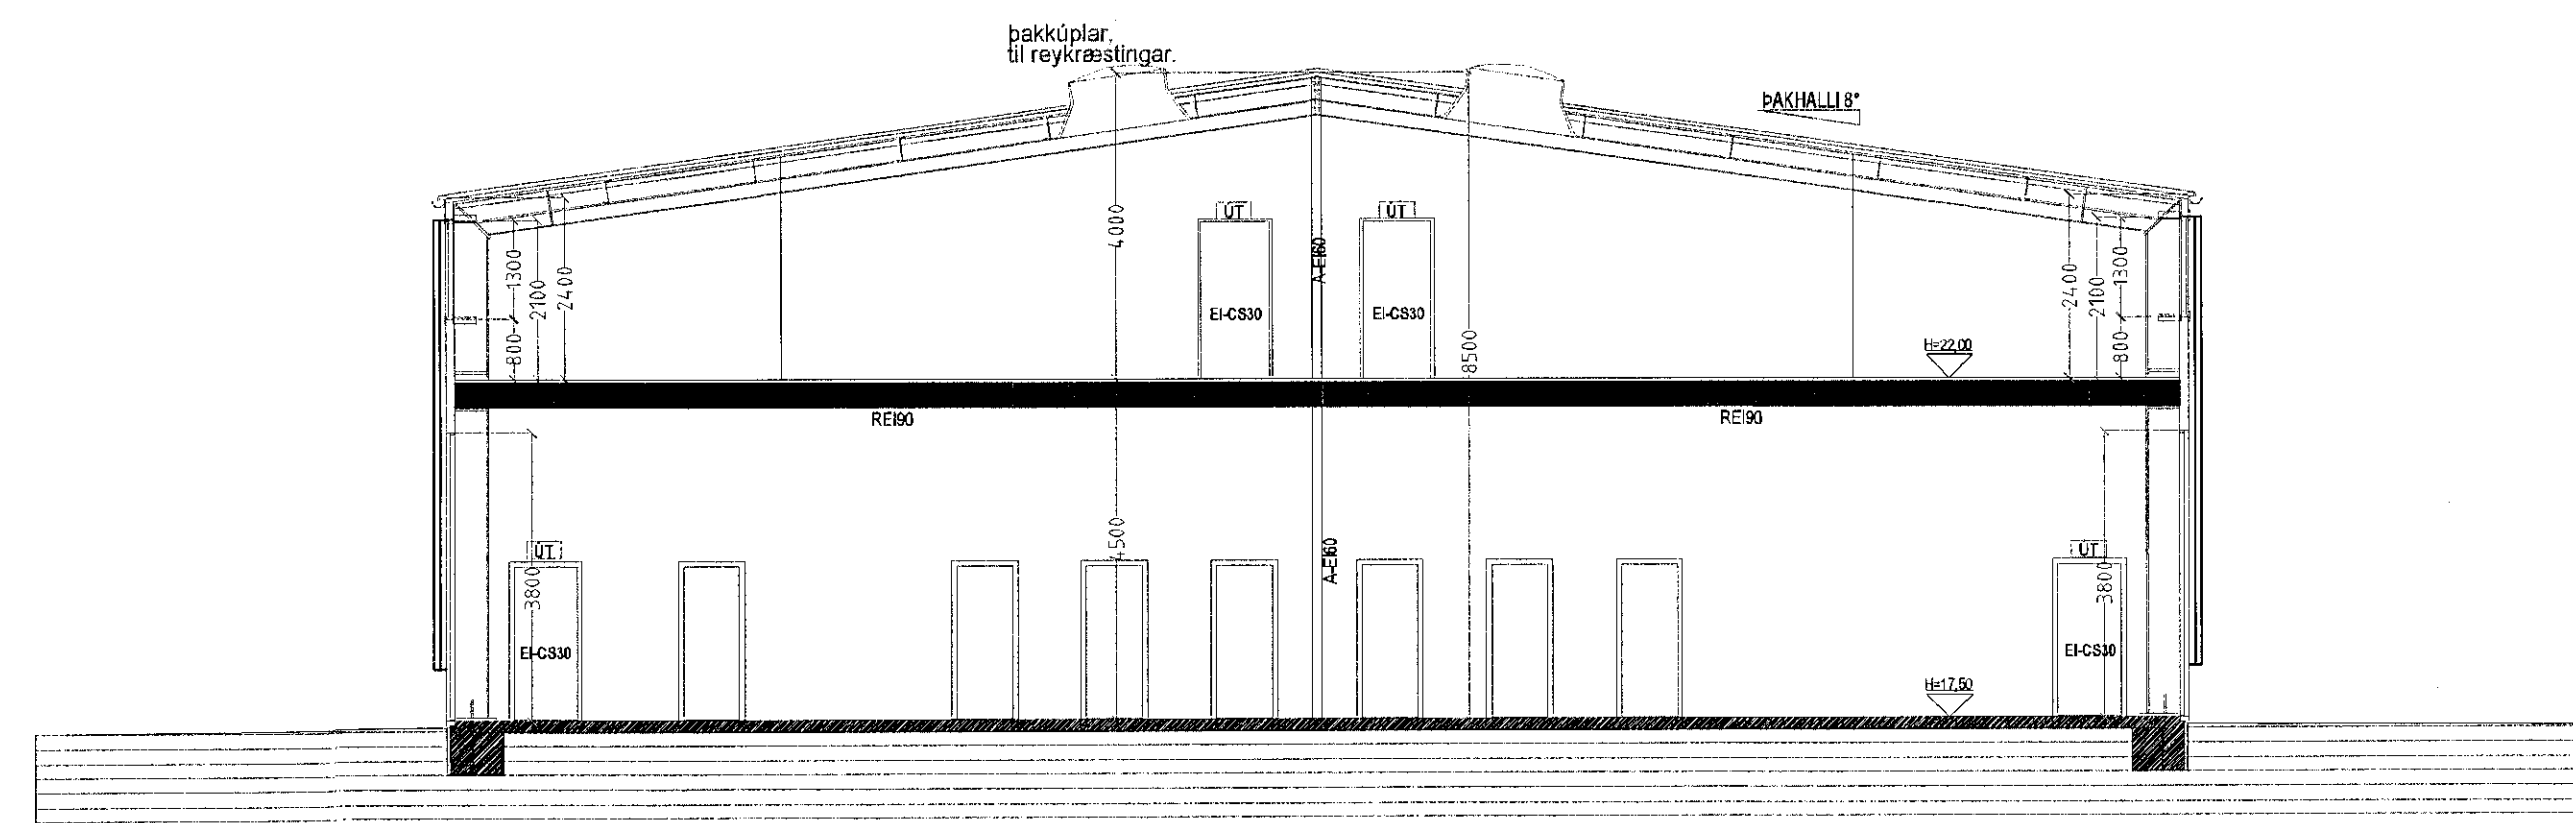 þakkúplar,
til reykræstingar.
ÞAKHALLI 8°
ÚT
ÚT
4000
A-EI60
1300
2100
2400
2400
2100
1300
EI-CS30
EI-CS30
800
8500
H=22,00
800
REI90
REI90
4500
A-EI60
ÚT
ÚT
3800
3800
EI-CS30
EI-CS30
H=17,50